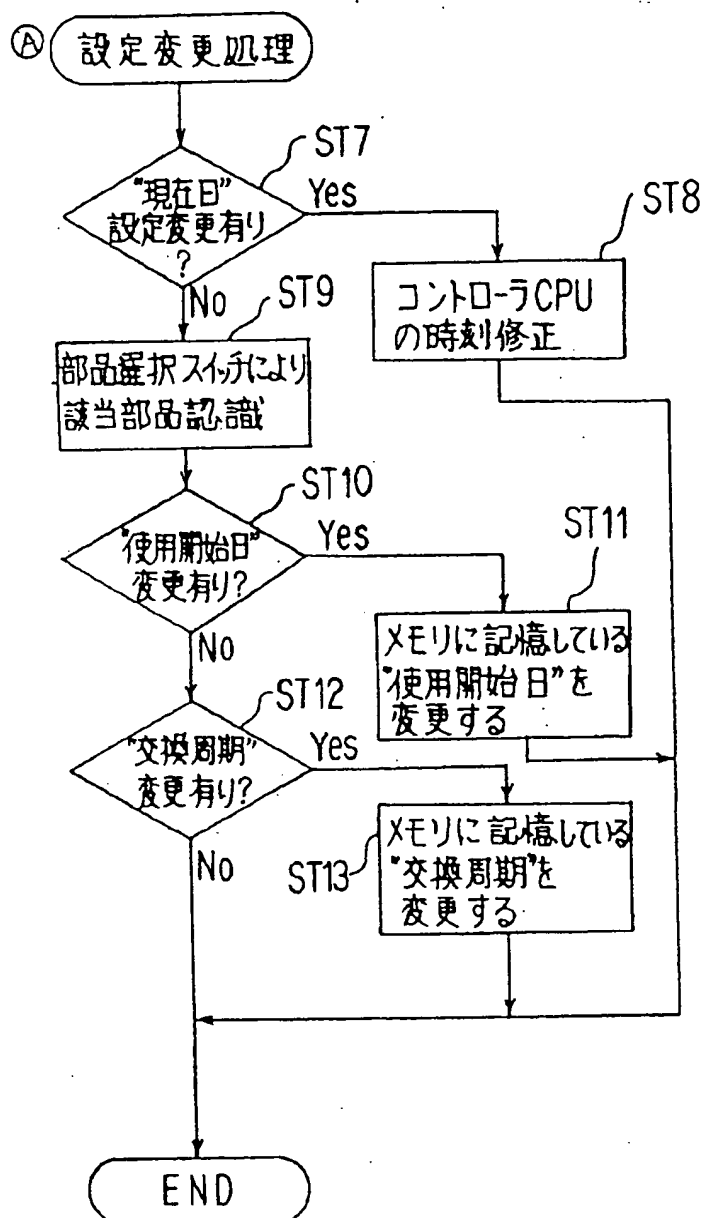 Ⓐ 設定変更処理
ST7
"現在日"
設定変更有り
?
Yes
ST8
コントローラCPU
の時刻修正
No
ST9
部品選択スイッチにより
該当部品認識
ST10
"使用開始日"
変更有り?
Yes
ST11
メモリに記憶している
"使用開始日"を
変更する
No
ST12
"交換周期"
変更有り?
Yes
メモリに記憶している
"交換周期"を
変更する
ST13
No
END